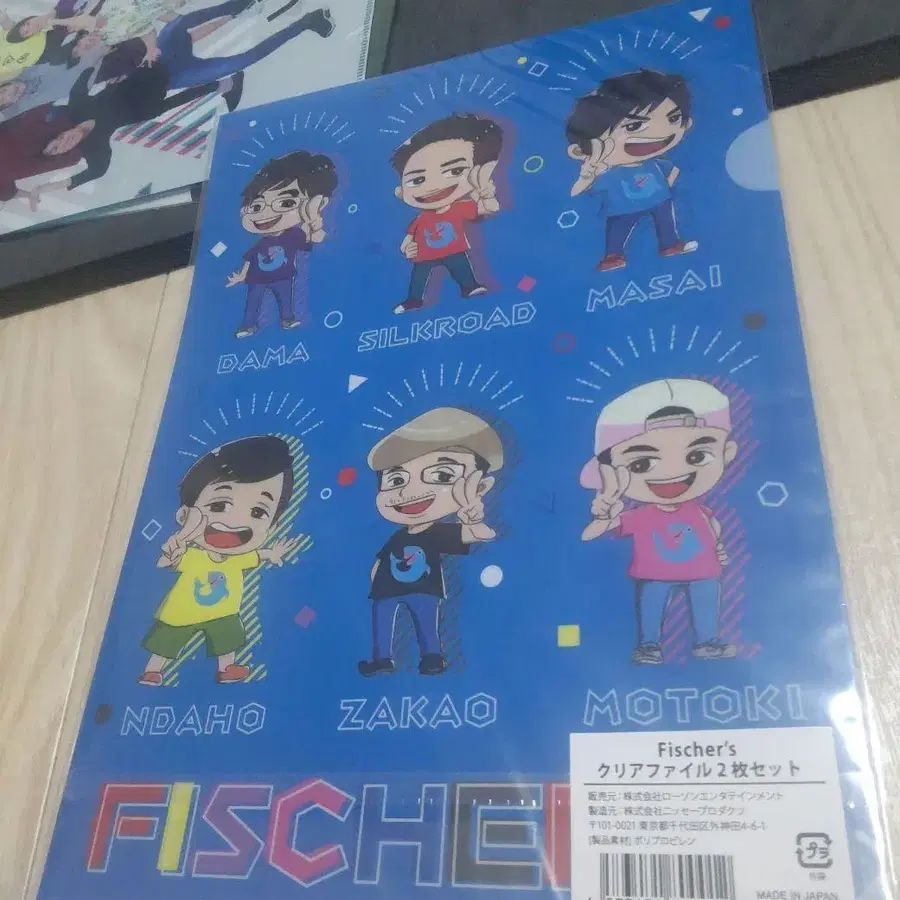 DAMA
SILKROAD
MASAI
NDAHO
ZAKAO
MOTOKI
FISCHE
Fischer's
クリアファイル2枚セット
販売元:株式会社ローソンエンタテインメント
製造元:株式会社ニッセープロダクツ
〒101-0021 東京都千代田区外神田4-6-1
[製品素材] ポリプロピレン
プラ
外袋
MADE IN JAPAN